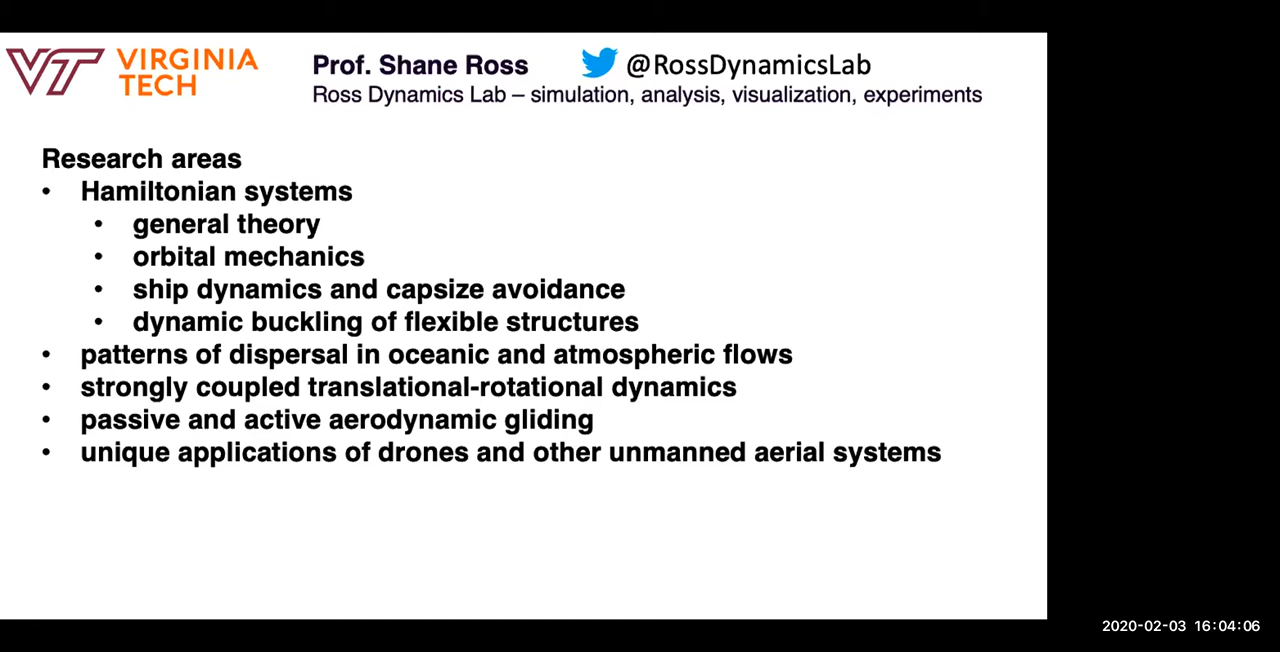 VT VIRGINIA TECH
Prof. Shane Ross @RossDynamicsLab
Ross Dynamics Lab – simulation, analysis, visualization, experiments
Research areas
• Hamiltonian systems
• general theory
• orbital mechanics
• ship dynamics and capsize avoidance
• dynamic buckling of flexible structures
• patterns of dispersal in oceanic and atmospheric flows
• strongly coupled translational-rotational dynamics
• passive and active aerodynamic gliding
• unique applications of drones and other unmanned aerial systems
2020-02-03 16:04:06